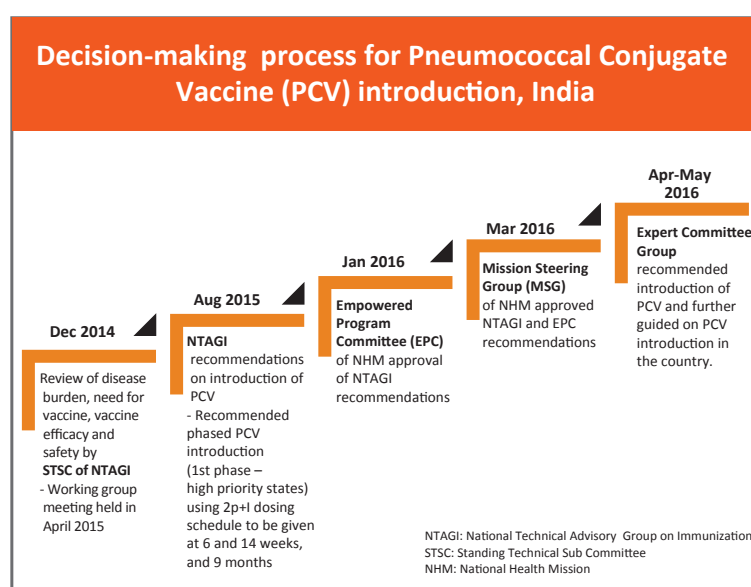 Decision-making process for Pneumococcal Conjugate
Vaccine (PCV) introduction, India
Dec 2014
Review of disease
burden, need for
vaccine, vaccine
efficacy and
safety by
STSC of NTAGI
- Working group
meeting held in
April 2015
Aug 2015
NTAGI
recommendations
on introduction of
PCV
- Recommended
phased PCV
introduction
(1st phase –
high priority states)
using 2p+I dosing
schedule to be given
at 6 and 14 weeks,
and 9 months
Jan 2016
Empowered
Program
Committee (EPC)
of NHM approval
of NTAGI
recommendations
Mar 2016
Mission Steering
Group (MSG)
of NHM approved
NTAGI and EPC
recommendations
Apr-May
2016
Expert Committee
Group
recommended
introduction of
PCV and further
guided on PCV
introduction in
the country.
NTAGI: National Technical Advisory Group on Immunization
STSC: Standing Technical Sub Committee
NHM: National Health Mission